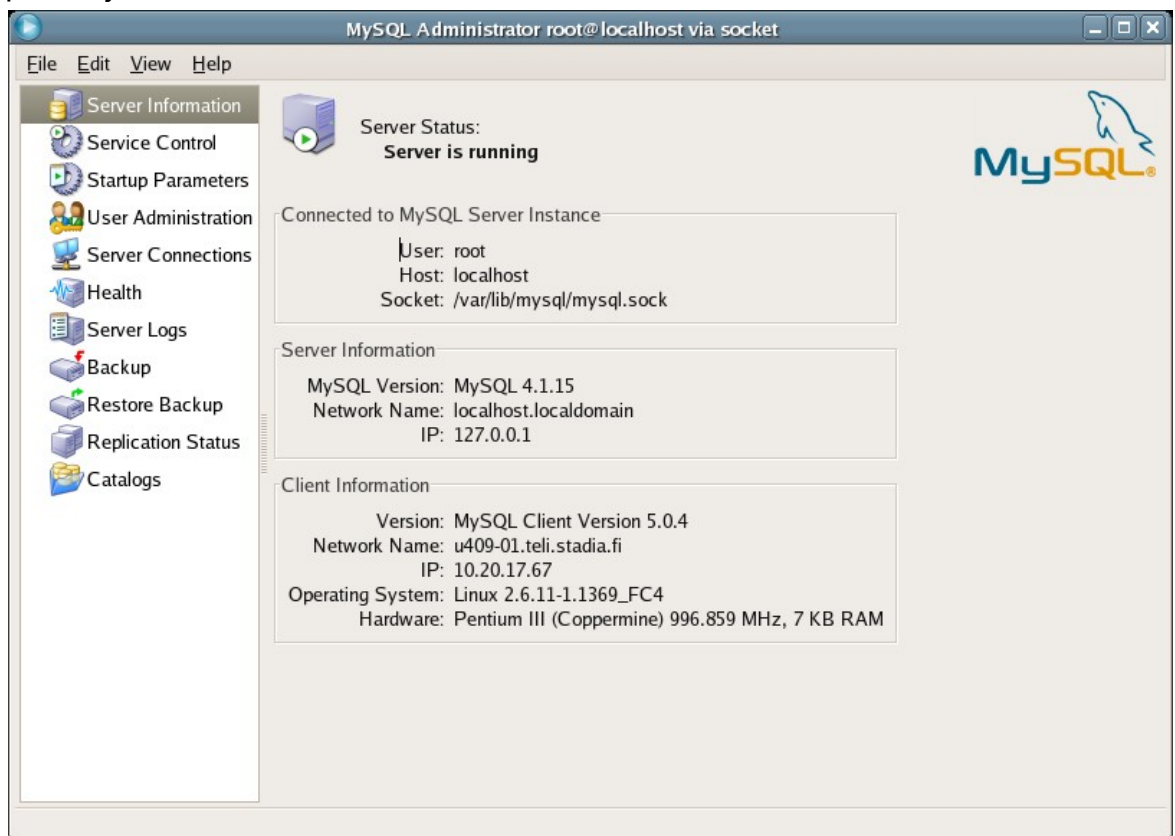 MySQL Administrator root@localhost via socket
File Edit View Help
Server Information
Service Control
Startup Parameters
User Administration
Server Connections
Health
Server Logs
Backup
Restore Backup
Replication Status
Catalogs
Server Status:
Server is running
MySQL®
Connected to MySQL Server Instance
User: root
Host: localhost
Socket: /var/lib/mysql/mysql.sock
Server Information
MySQL Version: MySQL 4.1.15
Network Name: localhost.localdomain
IP: 127.0.0.1
Client Information
Version: MySQL Client Version 5.0.4
Network Name: u409-01.teli.stadia.fi
IP: 10.20.17.67
Operating System: Linux 2.6.11-1.1369_FC4
Hardware: Pentium III (Coppermine) 996.859 MHz, 7 KB RAM